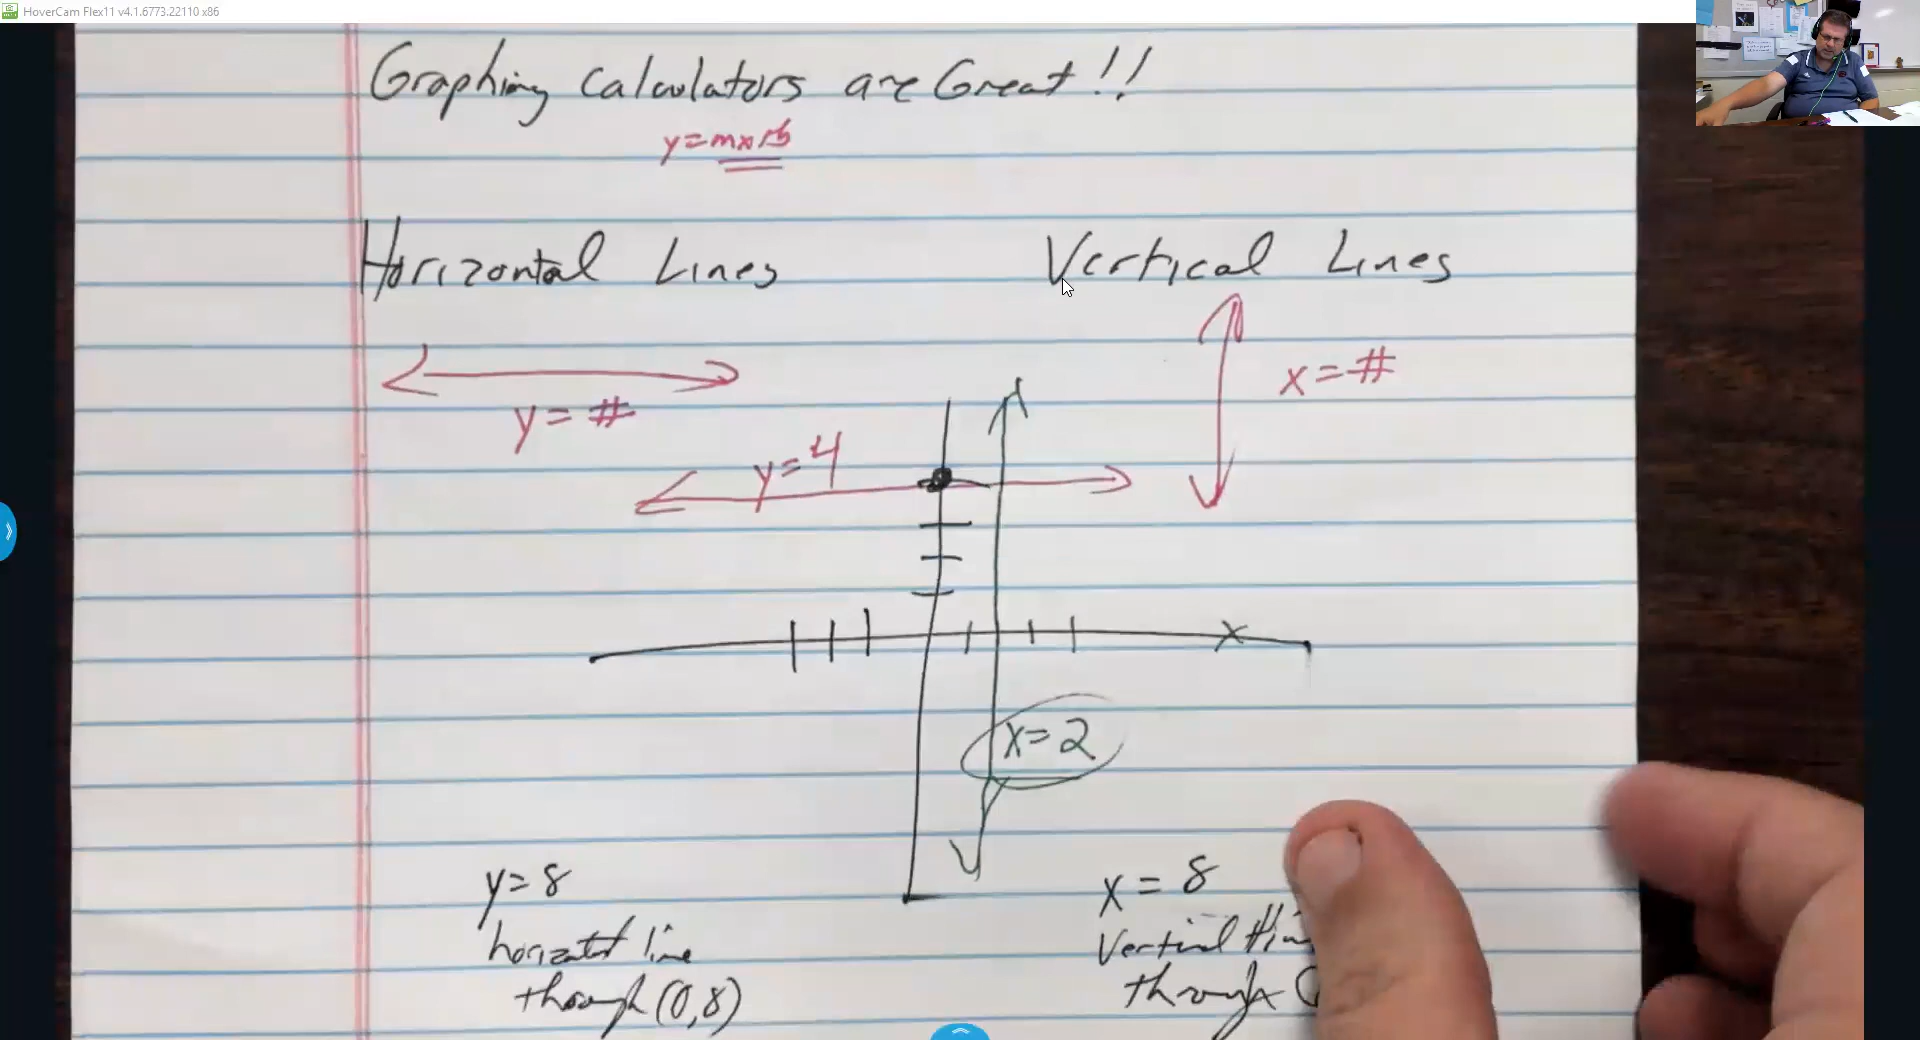 HoverCam Flex11 v4.1.6773.22110 x86
Graphing Calculators are Great!!
y=mx+b
Horizontal Lines
Vertical Lines
y = #
x = #
y=4
x
x=2
y=8
horizontal line
through (0,8)
x = 8
Vertical
through (